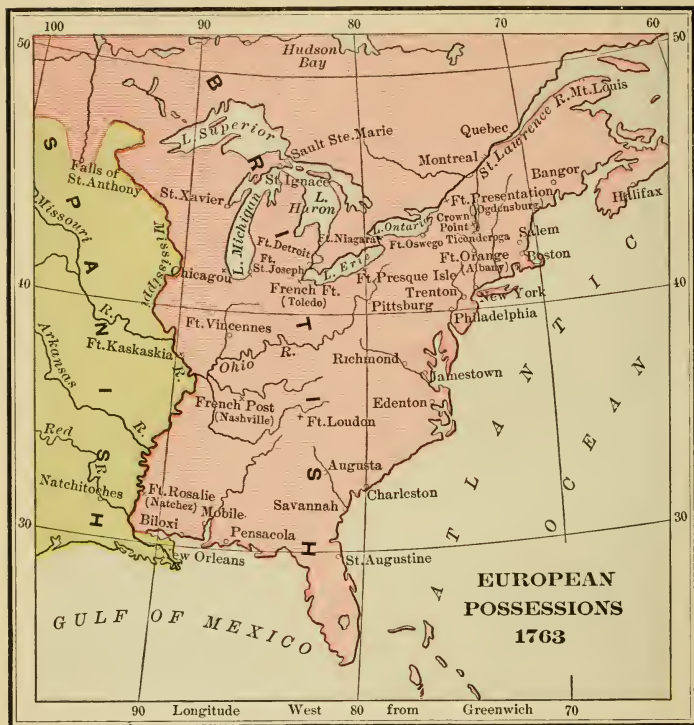 100 90 80 70 60
50
50
Hudson
Bay
BRITISH
SPANISH
L. Superior
Sault Ste. Marie
Quebec
St. Lawrence R.
Mt. Louis
Montreal
Falls of
St. Anthony
St. Ignace
Bangor
St. Xavier
L. Michigan
L. Huron
Ft. Presentation
(Ogdensburg)
Halifax
Missouri
R.
Crown
Point
L. Ontario
Ft. Niagara
Ft. Oswego
Ticonderoga
Salem
Boston
Ft. Detroit
Ft.
St. Joseph
L. Erie
Ft. Orange
(Albany)
Mississippi
R.
Chicagou
Ft. Presque Isle
40
40
French Ft.
(Toledo)
Trenton
New York
Pittsburg
Philadelphia
Arkansas
R.
Ft. Vincennes
Ft. Kaskaskia
Ohio R.
Richmond
Jamestown
French Post
(Nashville)
Edenton
Ft. Loudon
Red
R.
Augusta
Natchitoches
Ft. Rosalie
(Natchez)
Mobile
Savannah
Charleston
30
30
Biloxi
Pensacola
New Orleans
St. Augustine
ATLANTIC
OCEAN
GULF OF MEXICO
EUROPEAN
POSSESSIONS
1763
90 Longitude West 80 from Greenwich 70